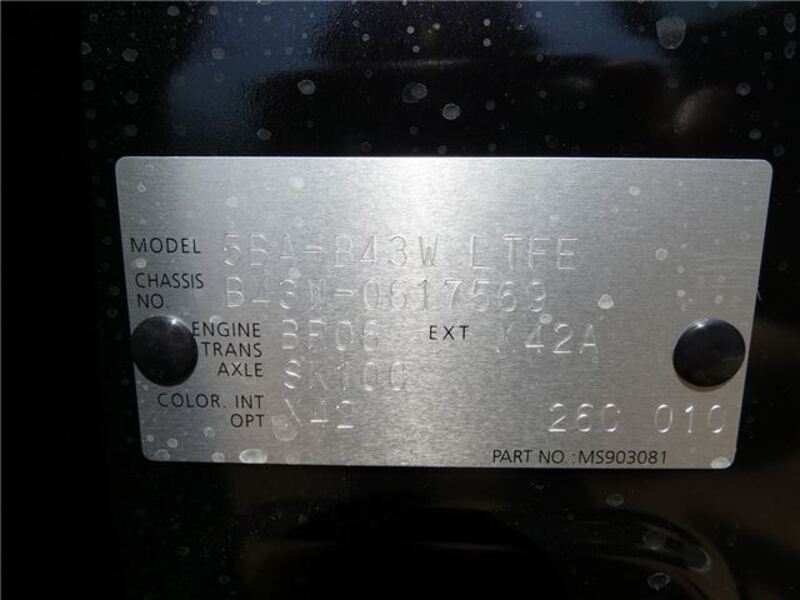 MODEL 5BA-B43W LTFE
CHASSIS NO. B43W-0617569
ENGINE BR06 EXT X42A
TRANS AXLE SK10C
COLOR. INT X42
OPT 26C 010
PART NO.:MS903081